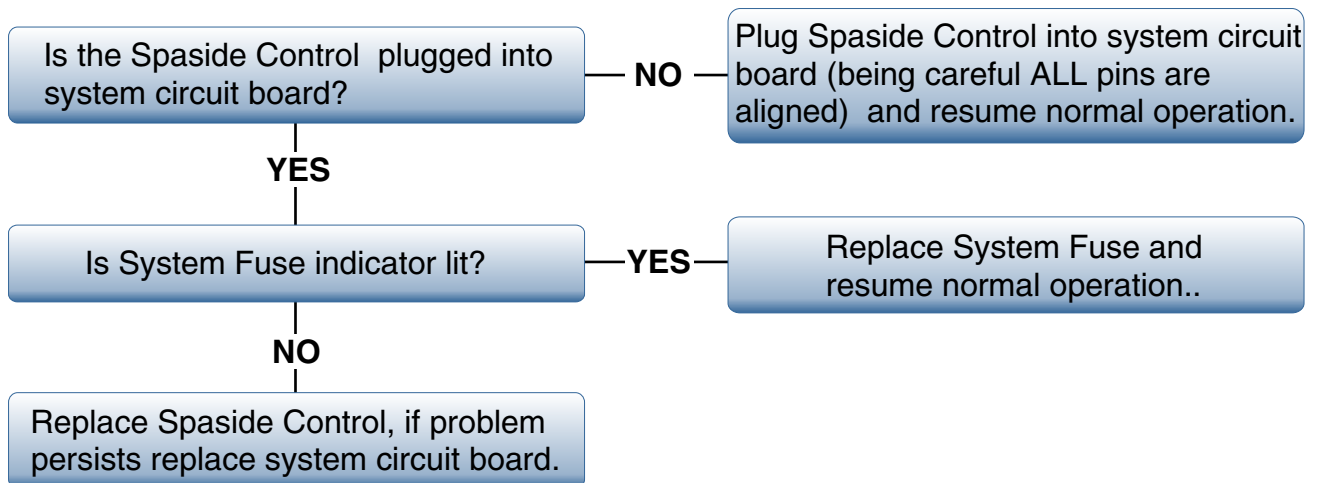 Is the Spaside Control  plugged into
system circuit board?
NO
Plug Spaside Control into system circuit
board (being careful ALL pins are
aligned)  and resume normal operation.
YES
Is System Fuse indicator lit?
YES
Replace System Fuse and
resume normal operation..
NO
Replace Spaside Control, if problem
persists replace system circuit board.